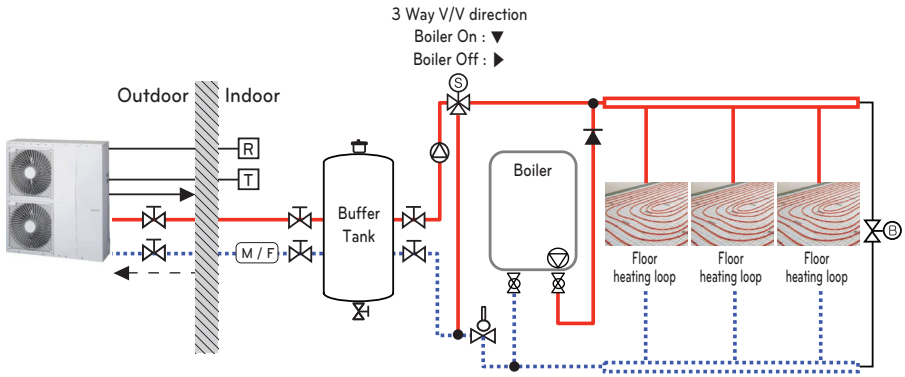 3 Way V/V direction
Boiler On : ▼
Boiler Off : ▶
Outdoor Indoor
S
R
T
Boiler
Buffer
Tank
M / F
B
Floor
heating loop
Floor
heating loop
Floor
heating loop